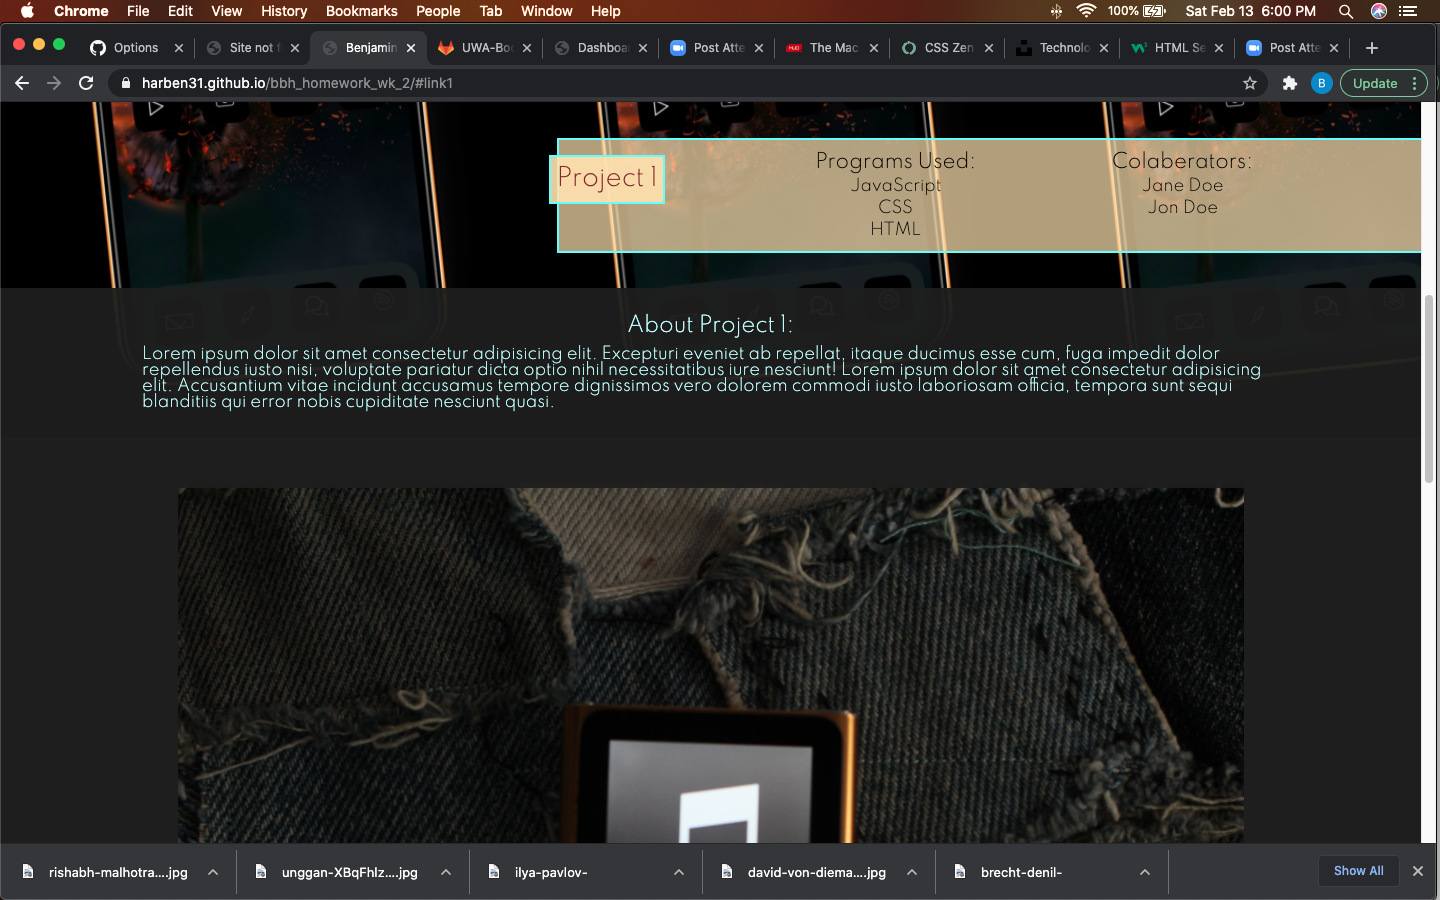 Chrome File Edit View History Bookmarks People Tab Window Help 100% Sat Feb 13 6:00 PM
Options Site not f Benjamin UWA-Boo Dashboa Post Atte The Mac CSS Zen Technolo HTML Se Post Atte
harben31.github.io/bbh_homework_wk_2/#link1 B Update
Project 1
Programs Used:
JavaScript
CSS
HTML
Colaberators:
Jane Doe
Jon Doe
About Project 1:
Lorem ipsum dolor sit amet consectetur adipisicing elit. Excepturi eveniet ab repellat, itaque ducimus esse cum, fuga impedit dolor
repellendus iusto nisi, voluptate pariatur dicta optio nihil necessitatibus iure nesciunt! Lorem ipsum dolor sit amet consectetur adipisicing
elit. Accusantium vitae incidunt accusamus tempore dignissimos vero dolorem commodi iusto laboriosam officia, tempora sunt sequi
blanditiis qui error nobis cupiditate nesciunt quasi.
rishabh-malhotra....jpg unggan-XBqFhIz....jpg ilya-pavlov- david-von-diema....jpg brecht-denil- Show All